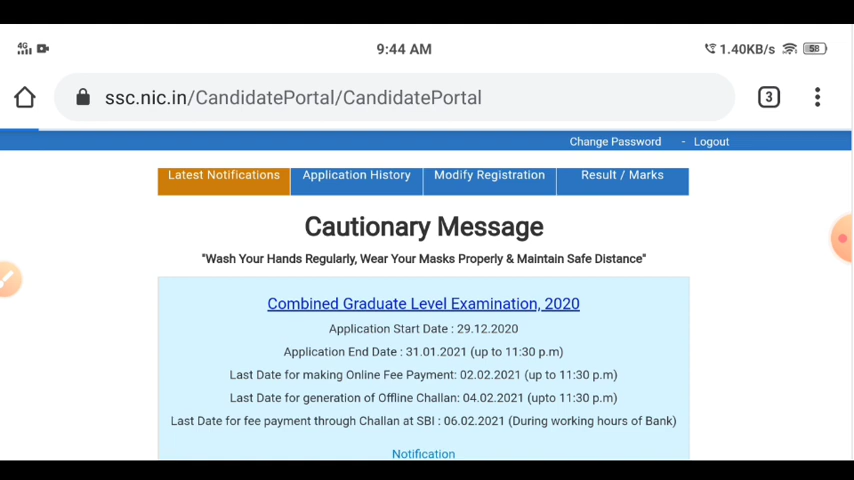 4G 9:44 AM 1.40KB/s 58
ssc.nic.in/CandidatePortal/CandidatePortal 3
Change Password - Logout
Latest Notifications Application History Modify Registration Result / Marks
Cautionary Message
"Wash Your Hands Regularly, Wear Your Masks Properly & Maintain Safe Distance"
Combined Graduate Level Examination, 2020
Application Start Date : 29.12.2020
Application End Date : 31.01.2021 (up to 11:30 p.m)
Last Date for making Online Fee Payment: 02.02.2021 (up to 11:30 p.m)
Last Date for generation of Offline Challan: 04.02.2021 (upto 11:30 p.m)
Last Date for fee payment through Challan at SBI : 06.02.2021 (During working hours of Bank)
Notification